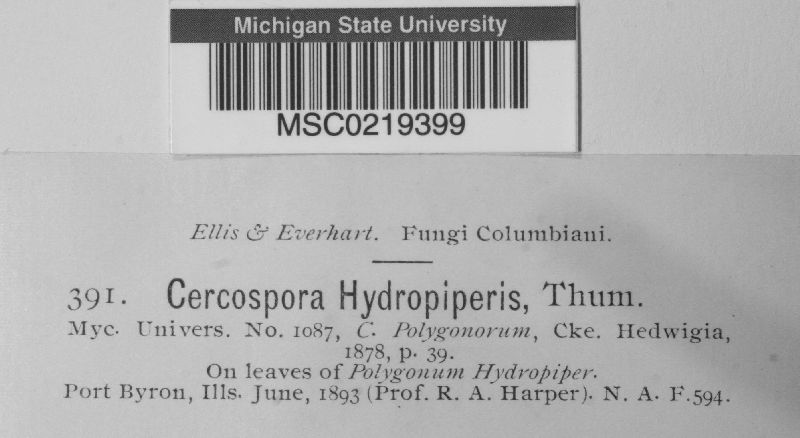 Michigan State University
MSC0219399
Ellis & Everhart. Fungi Columbiani.
391. Cercospora Hydropiperis, Thum.
Myc. Univers. No. 1087, C. Polygonorum, Cke. Hedwigia,
1878, p. 39.
On leaves of Polygonum Hydropiper.
Port Byron, Ills. June, 1893 (Prof. R. A. Harper). N. A. F. 594.